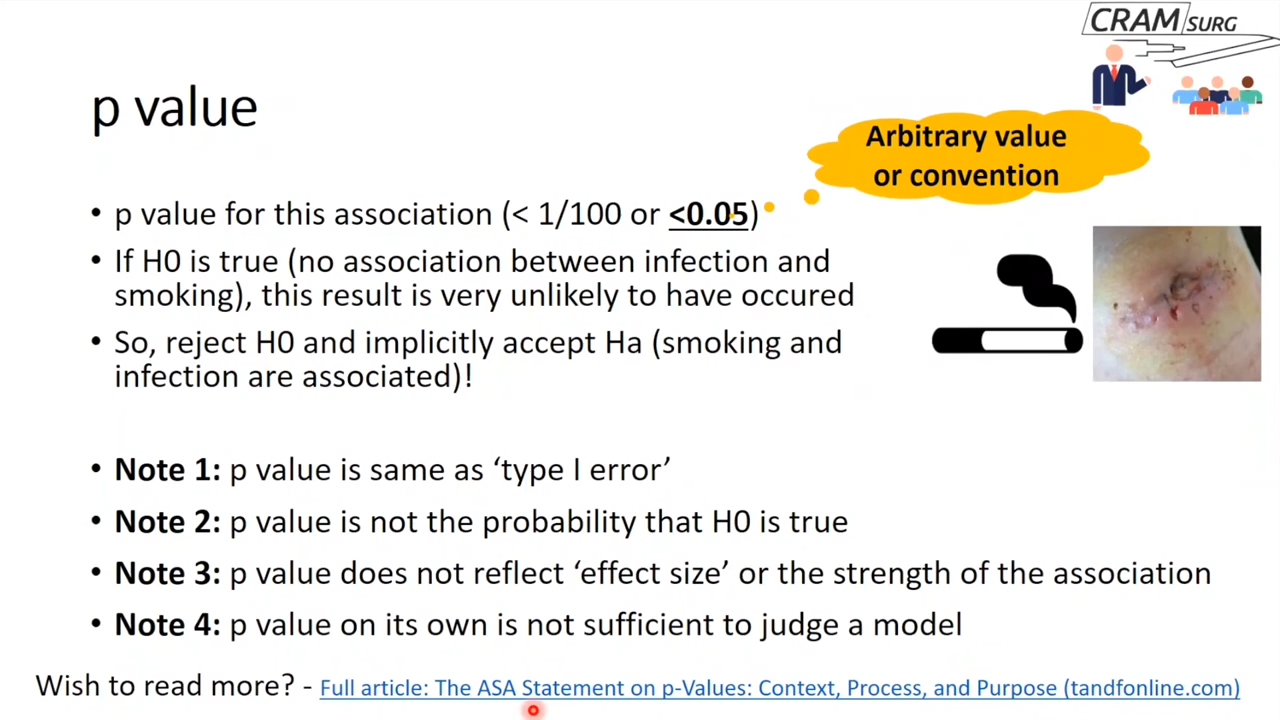 CRAM SURG
p value
Arbitrary value
or convention
• p value for this association (< 1/100 or <0.05)
• If H0 is true (no association between infection and
smoking), this result is very unlikely to have occured
• So, reject H0 and implicitly accept Ha (smoking and
infection are associated)!
• Note 1: p value is same as ‘type I error’
• Note 2: p value is not the probability that H0 is true
• Note 3: p value does not reflect ‘effect size’ or the strength of the association
• Note 4: p value on its own is not sufficient to judge a model
Wish to read more? - Full article: The ASA Statement on p-Values: Context, Process, and Purpose (tandfonline.com)